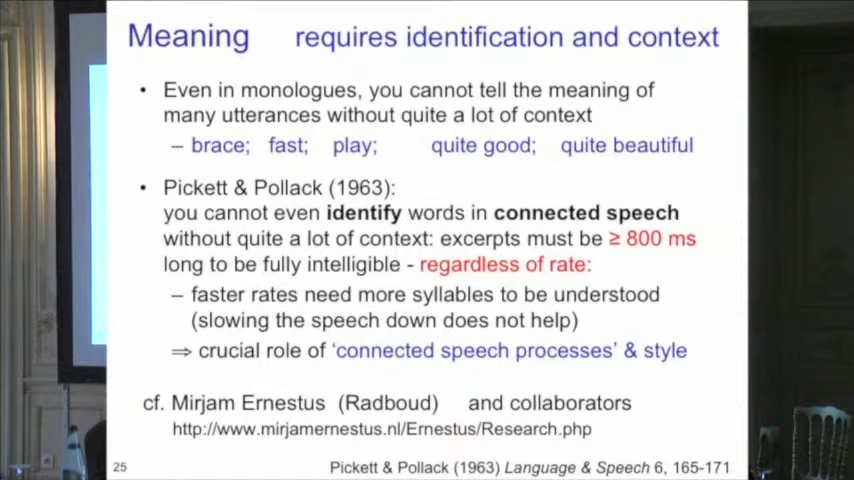 Meaning requires identification and context
• Even in monologues, you cannot tell the meaning of
many utterances without quite a lot of context
– brace; fast; play; quite good; quite beautiful
• Pickett & Pollack (1963):
you cannot even identify words in connected speech
without quite a lot of context: excerpts must be ≥ 800 ms
long to be fully intelligible - regardless of rate:
– faster rates need more syllables to be understood
(slowing the speech down does not help)
⇒ crucial role of ‘connected speech processes’ & style
cf. Mirjam Ernestus (Radboud) and collaborators
http://www.mirjamernestus.nl/Ernestus/Research.php
25
Pickett & Pollack (1963) Language & Speech 6, 165-171